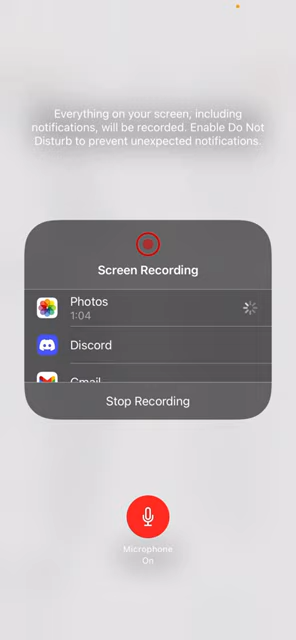 Everything on your screen, including
notifications, will be recorded. Enable Do Not
Disturb to prevent unexpected notifications.
Screen Recording
Photos
1:04
Discord
Gmail
Stop Recording
Microphone
On